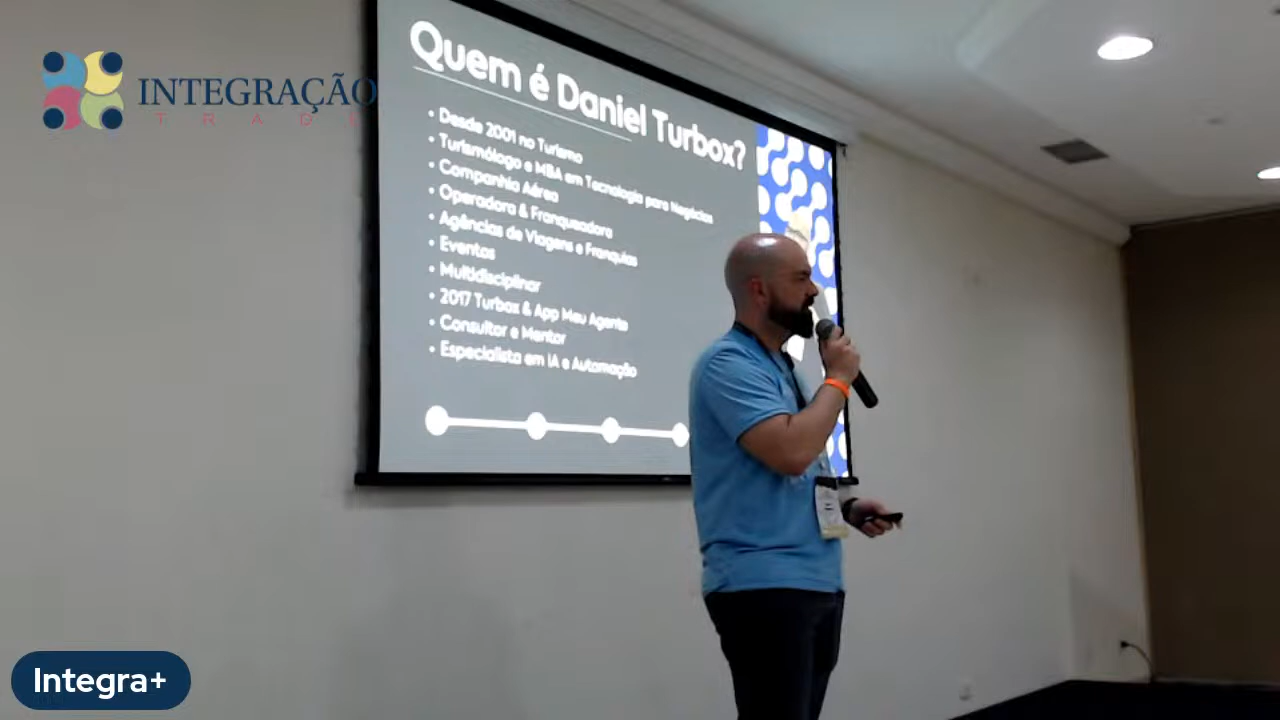 INTEGRAÇÃO
TRADE
Quem é Daniel Turbox?
• Desde 2001 no Turismo
• Turismólogo e MBA em Tecnologia para Negócios
• Companhia Aérea
• Operadora & Franqueadora
• Agências de Viagens e Franquias
• Eventos
• Multidisciplinar
• 2017 Turbox & App Meu Agente
• Consultor e Mentor
• Especialista em IA e Automação
Integra+